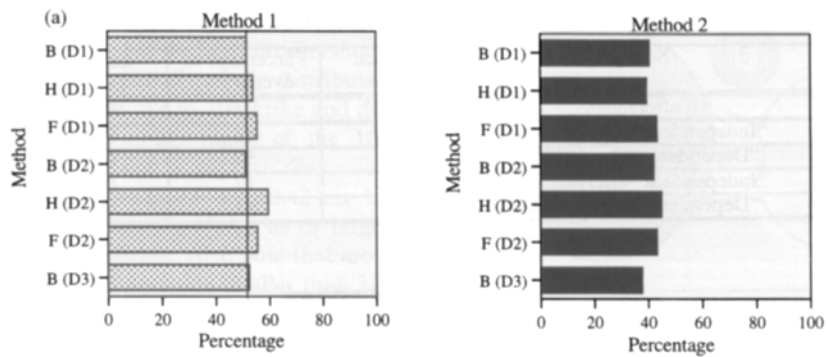 (a)
Method 1
Method
B (D1)
H (D1)
F (D1)
B (D2)
H (D2)
F (D2)
B (D3)
0 20 40 60 80 100
Percentage
Method 2
Method
B (D1)
H (D1)
F (D1)
B (D2)
H (D2)
F (D2)
B (D3)
0 20 40 60 80 100
Percentage